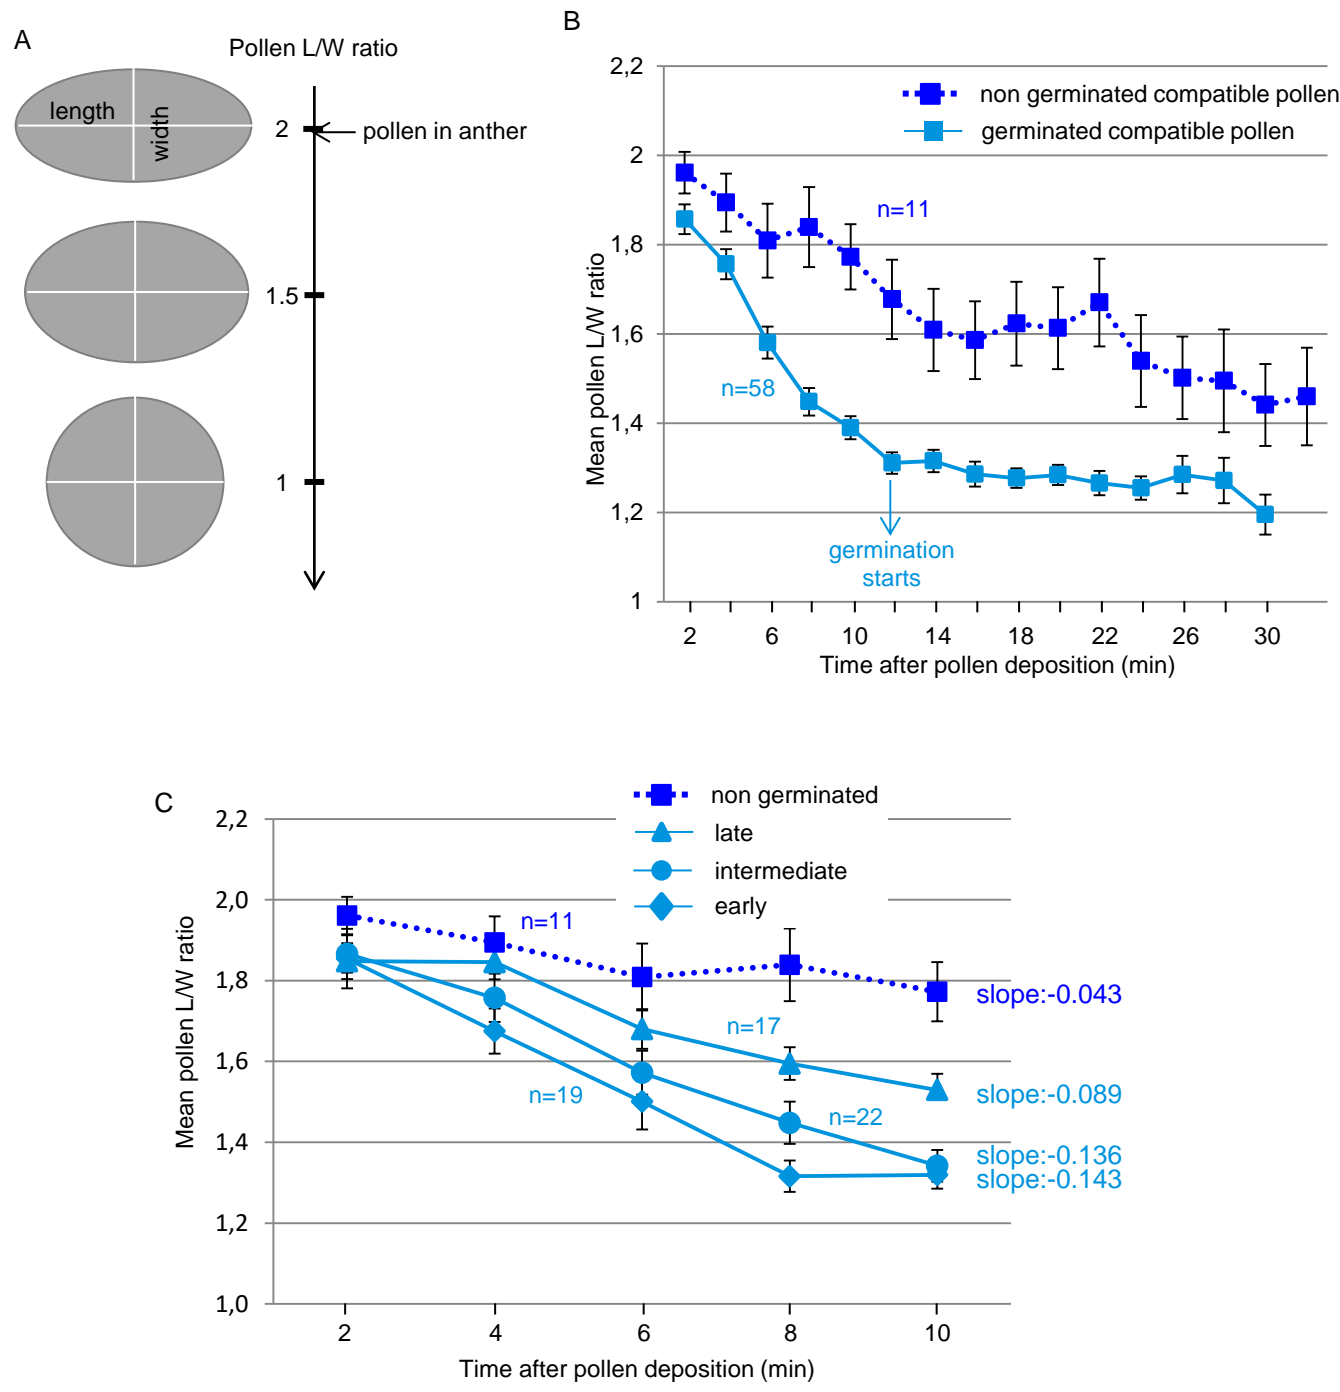 A
Pollen L/W ratio
length
width
2
pollen in anther
1.5
1
B
2,2
2
1,8
1,6
1,4
1,2
1
Mean pollen L/W ratio
non germinated compatible pollen
germinated compatible pollen
n=11
n=58
germination
starts
2 6 10 14 18 22 26 30
Time after pollen deposition (min)
C
non germinated
late
intermediate
early
2,2
2,0
1,8
1,6
1,4
1,2
1,0
Mean pollen L/W ratio
n=11
n=17
n=19
n=22
slope:-0.043
slope:-0.089
slope:-0.136
slope:-0.143
2 4 6 8 10
Time after pollen deposition (min)